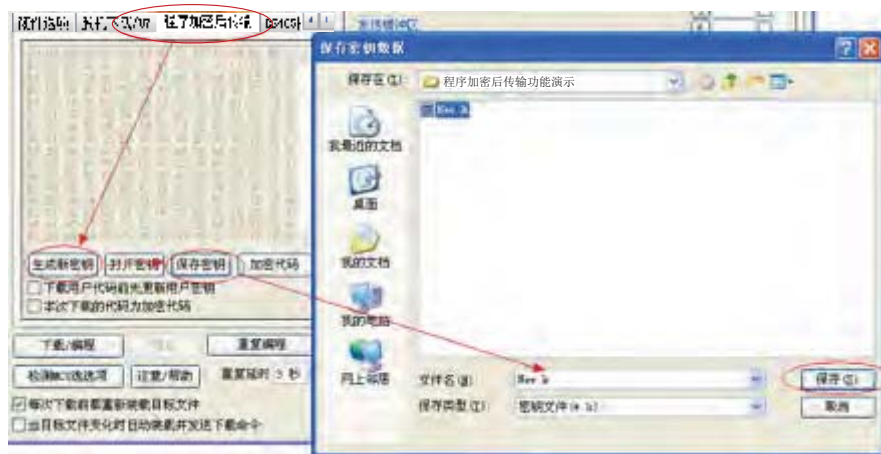 程序加密后传输
RS485
保存密钥数据
保存在(I):
程序加密后传输功能演示
我最近的文档
桌面
我的文档
我的电脑
网上邻居
生成新密钥
打开密钥
保存密钥
加密代码
下载用户代码前先更新用户密钥
本次下载的代码为加密代码
下载/编程
重复编程
检测MCU选项
注意/帮助
重复延时 3 秒
每次下载前都重新装载目标文件
当目标文件变化时自动装载并发送下载命令
文件名(N):
保存(S)
保存类型(T):
取消